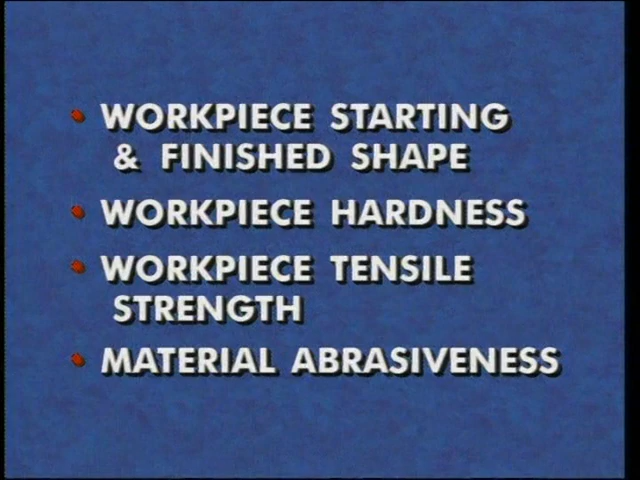 WORKPIECE STARTING
& FINISHED SHAPE
WORKPIECE HARDNESS
WORKPIECE TENSILE
STRENGTH
MATERIAL ABRASIVENESS